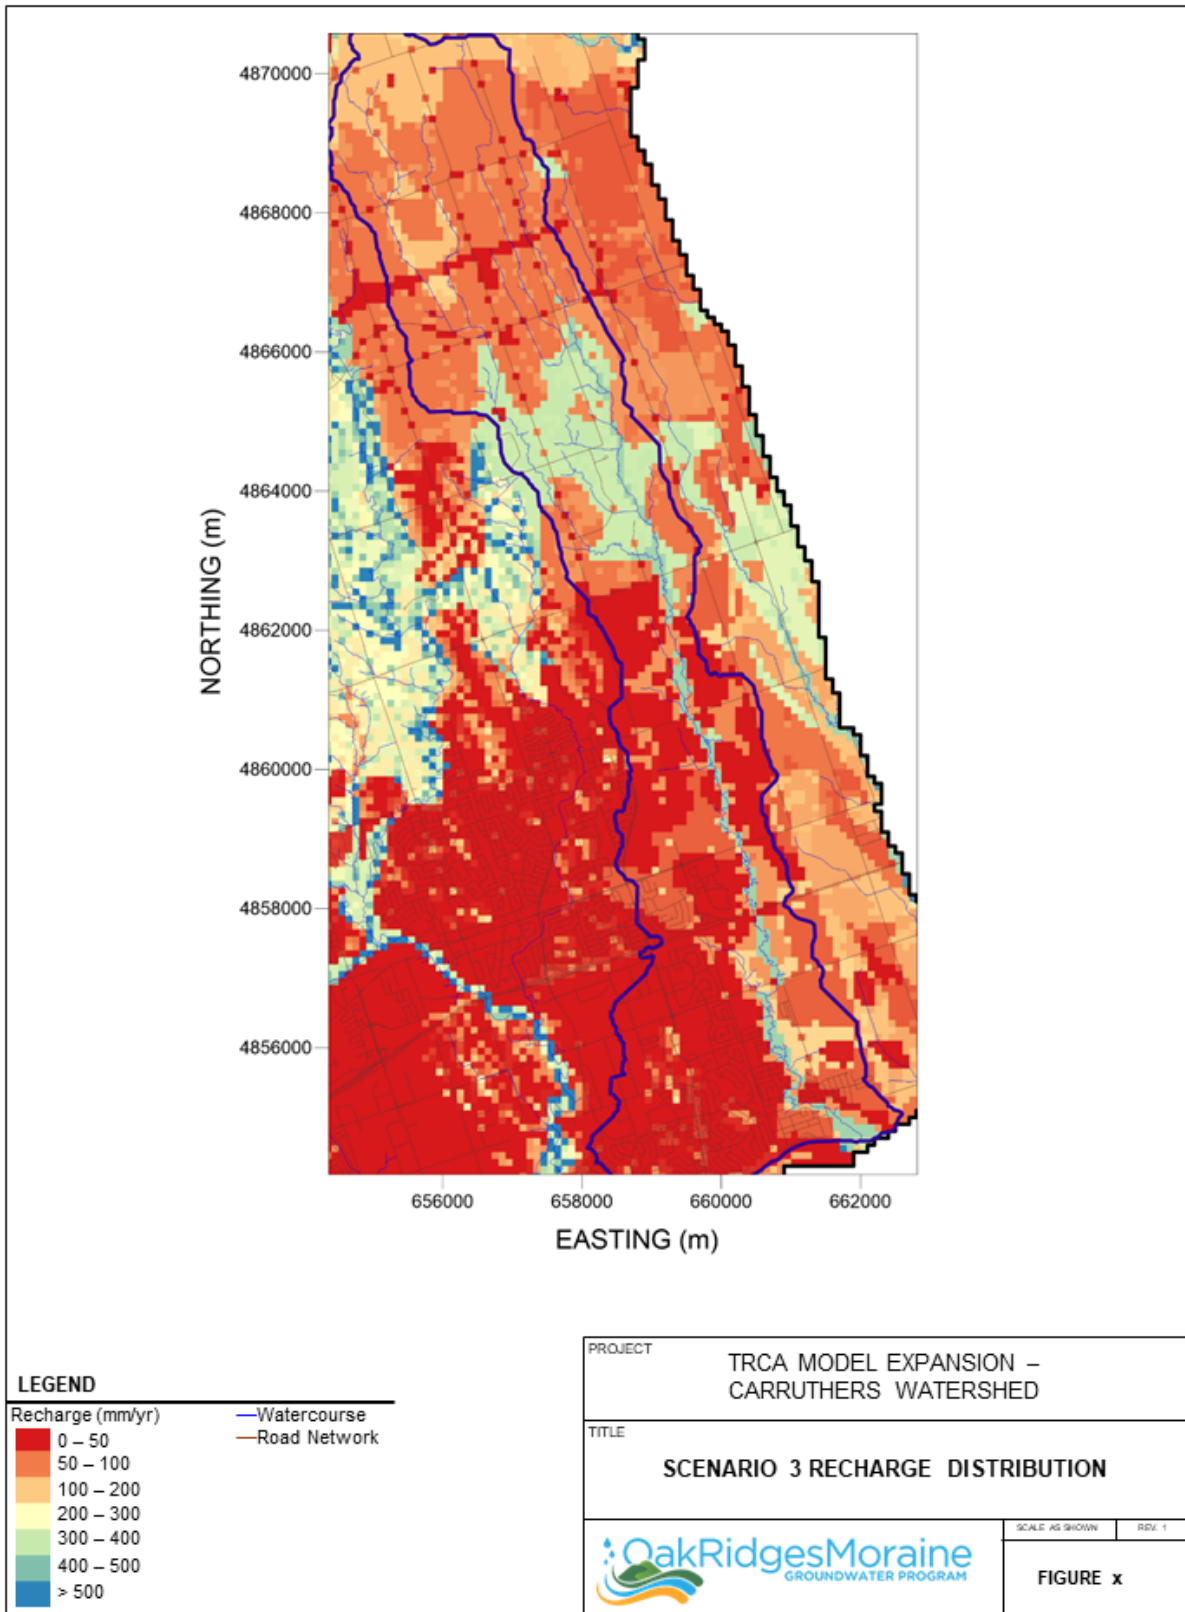 4870000
4868000
4866000
4864000
4862000
4860000
4858000
4856000
NORTHING (m)
656000
658000
660000
662000
EASTING (m)
LEGEND
Recharge (mm/yr)
0 – 50
50 – 100
100 – 200
200 – 300
300 – 400
400 – 500
> 500
Watercourse
Road Network
PROJECT
TRCA MODEL EXPANSION –
CARRUTHERS WATERSHED
TITLE
SCENARIO 3 RECHARGE DISTRIBUTION
OakRidgesMoraine
GROUNDWATER PROGRAM
SCALE AS SHOWN
REV. 1
FIGURE x